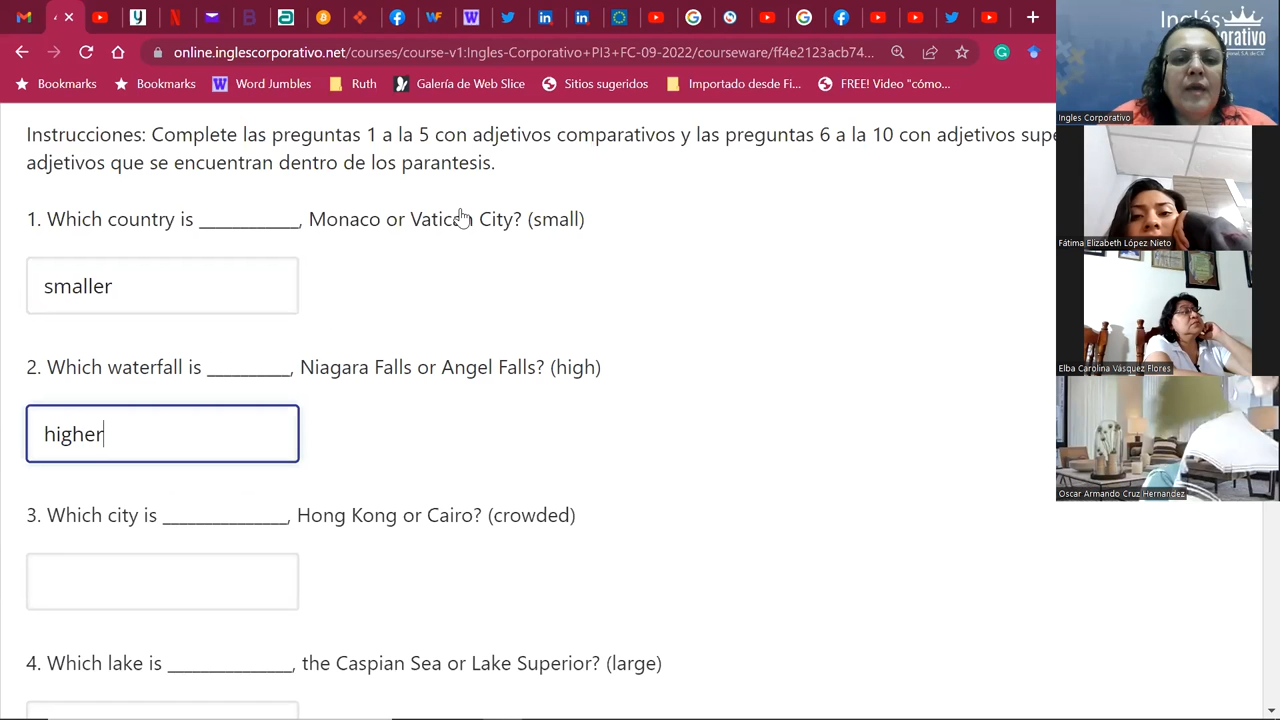 online.inglescorporativo.net/courses/course-v1:Ingles-Corporativo+PI3+FC-09-2022/courseware/ff4e2123acb74...
Bookmarks
Bookmarks
Word Jumbles
Ruth
Galería de Web Slice
Sitios sugeridos
Importado desde Fi...
FREE! Video "cómo...
Instrucciones: Complete las preguntas 1 a la 5 con adjetivos comparativos y las preguntas 6 a la 10 con adjetivos supe
adjetivos que se encuentran dentro de los parantesis.
1. Which country is ____________, Monaco or Vatican City? (small)
smaller
2. Which waterfall is __________, Niagara Falls or Angel Falls? (high)
higher
3. Which city is _______________, Hong Kong or Cairo? (crowded)
4. Which lake is _______________, the Caspian Sea or Lake Superior? (large)
Inglés
Ingles Corporativo
Fátima Elizabeth López Nieto
Elba Carolina Vásquez Flores
Oscar Armando Cruz Hernandez